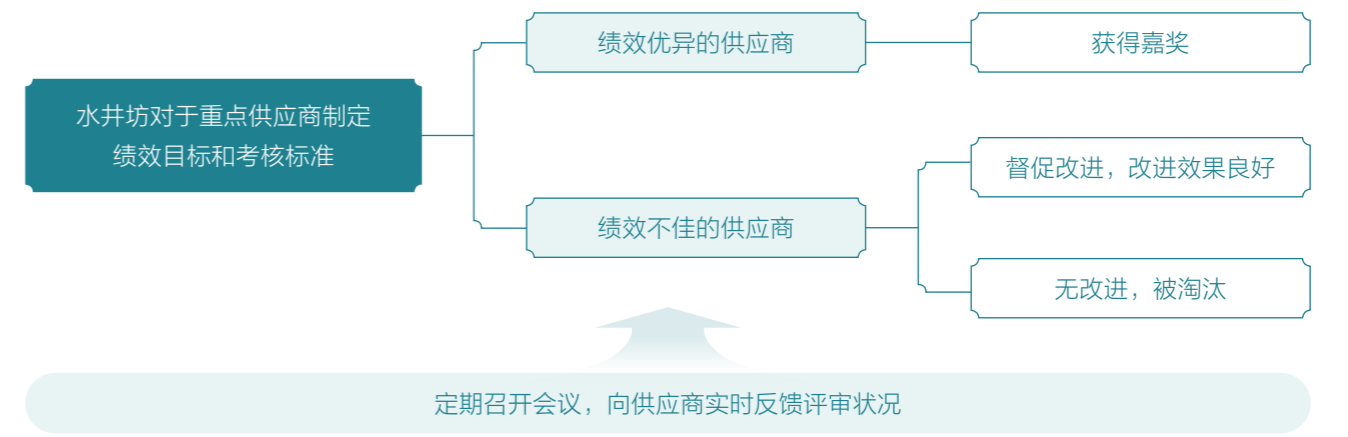 水井坊对于重点供应商制定
绩效目标和考核标准
绩效优异的供应商
获得嘉奖
绩效不佳的供应商
督促改进，改进效果良好
无改进，被淘汰
定期召开会议，向供应商实时反馈评审状况